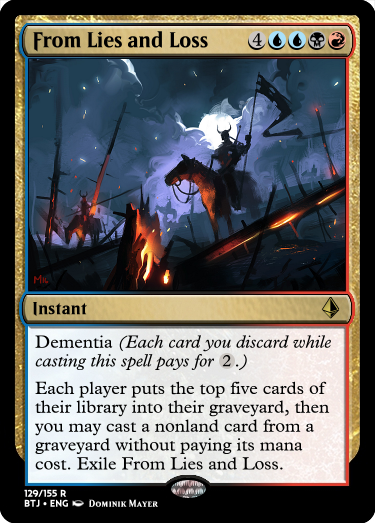 From Lies and Loss 4
Instant
Dementia (Each card you discard while
casting this spell pays for 2.)
Each player puts the top five cards of
their library into their graveyard, then
you may cast a nonland card from a
graveyard without paying its mana
cost. Exile From Lies and Loss.
129/155 R
BTJ • ENG Dominik Mayer